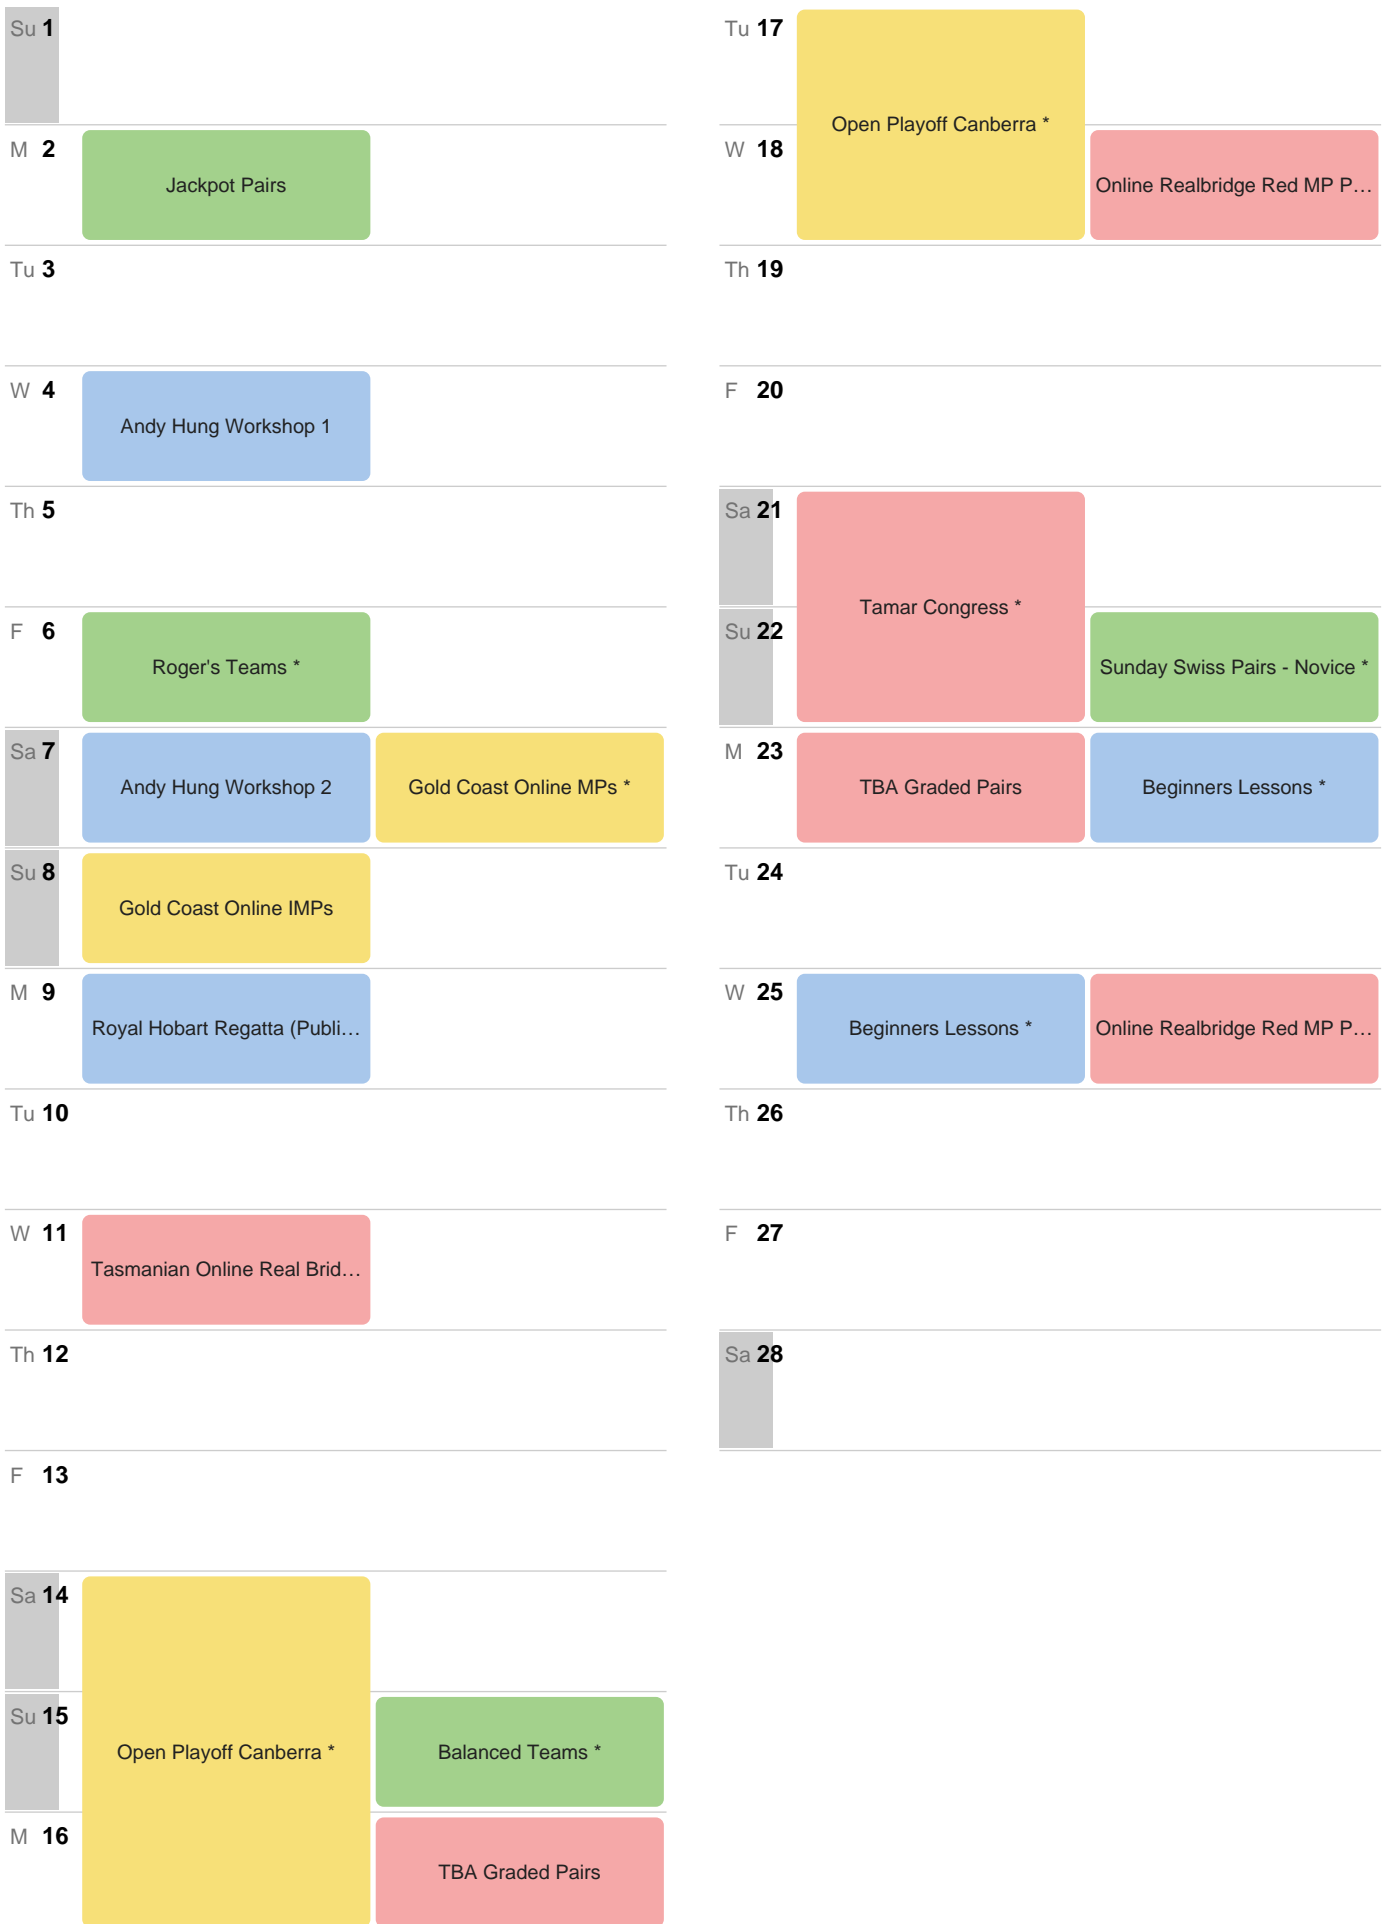 Su 1
M 2
Jackpot Pairs
Tu 3
W 4
Andy Hung Workshop 1
Th 5
F 6
Roger's Teams *
Sa 7
Andy Hung Workshop 2
Gold Coast Online MPs *
Su 8
Gold Coast Online IMPs
M 9
Royal Hobart Regatta (Publi…
Tu 10
W 11
Tasmanian Online Real Brid…
Th 12
F 13
Sa 14
Su 15
Open Playoff Canberra *
Balanced Teams *
M 16
TBA Graded Pairs
Tu 17
Open Playoff Canberra *
W 18
Online Realbridge Red MP P…
Th 19
F 20
Sa 21
Tamar Congress *
Su 22
Sunday Swiss Pairs - Novice *
M 23
TBA Graded Pairs
Beginners Lessons *
Tu 24
W 25
Beginners Lessons *
Online Realbridge Red MP P…
Th 26
F 27
Sa 28